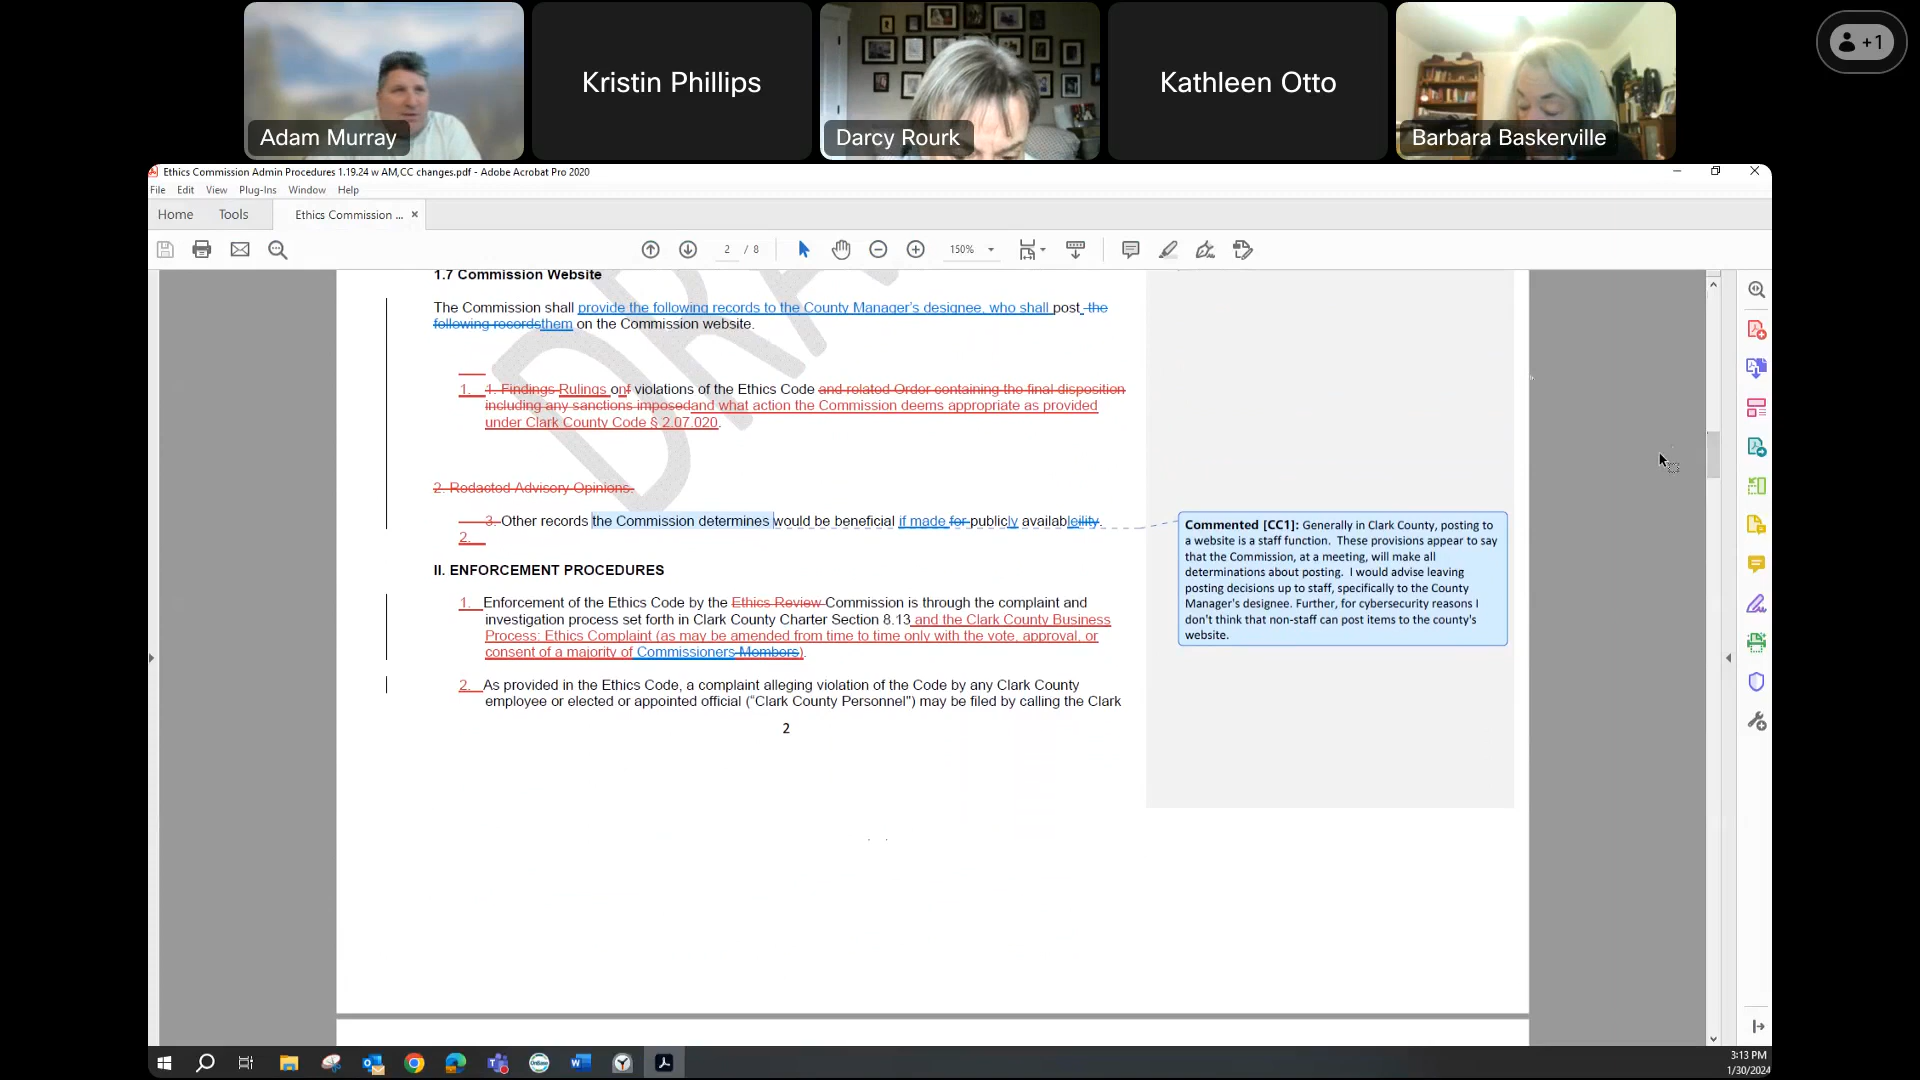 Adam Murray
Kristin Phillips
Darcy Rourk
Kathleen Otto
Barbara Baskerville
+1
Ethics Commission Admin Procedures 1.19.24 w AM,CC changes.pdf - Adobe Acrobat Pro 2020
File Edit View Plug-Ins Window Help
Home Tools Ethics Commission ... ×
2 / 8 150%
DRA
1.7 Commission Website
The Commission shall provide the following records to the County Manager's designee, who shall post the
following recordsthem on the Commission website.
1. 1. Findings Rulings onf violations of the Ethics Code and related Order containing the final disposition
including any sanctions imposedand what action the Commission deems appropriate as provided
under Clark County Code § 2.07.020.
2. Redacted Advisory Opinions.
3. Other records the Commission determines would be beneficial if made for publicly availableility.
2.
Commented [CC1]: Generally in Clark County, posting to
a website is a staff function. These provisions appear to say
that the Commission, at a meeting, will make all
determinations about posting. I would advise leaving
posting decisions up to staff, specifically to the County
Manager's designee. Further, for cybersecurity reasons I
don't think that non-staff can post items to the county's
website.
II. ENFORCEMENT PROCEDURES
1. Enforcement of the Ethics Code by the Ethics Review Commission is through the complaint and
investigation process set forth in Clark County Charter Section 8.13 and the Clark County Business
Process: Ethics Complaint (as may be amended from time to time only with the vote, approval, or
consent of a majority of Commissioners Members).
2. As provided in the Ethics Code, a complaint alleging violation of the Code by any Clark County
employee or elected or appointed official ("Clark County Personnel") may be filed by calling the Clark
2
3:13 PM
1/30/2024